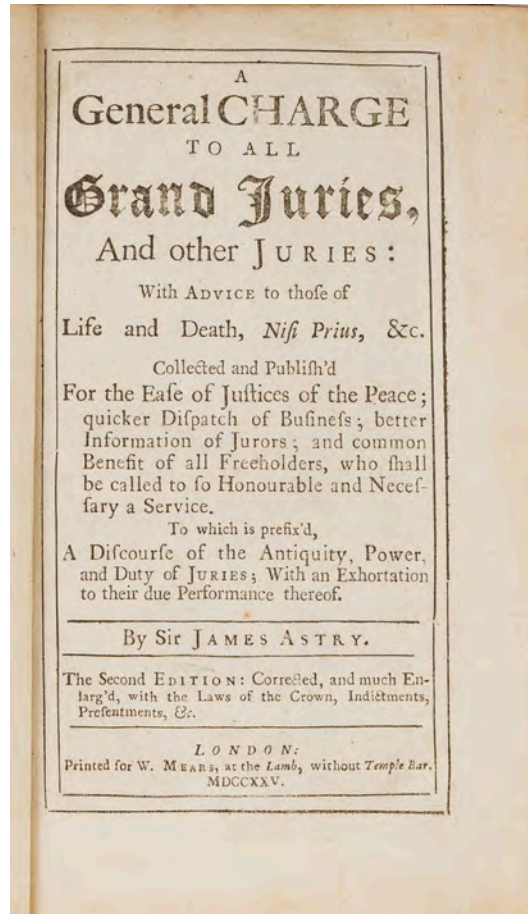 A
General CHARGE
TO ALL
Grand Juries,
And other JURIES:
With ADVICE to thoſe of
Life and Death, Niſi Prius, &c.
Collected and Publiſh'd
For the Eaſe of Juſtices of the Peace;
quicker Diſpatch of Buſineſs; better
Information of Jurors; and common
Benefit of all Freeholders, who ſhall
be called to ſo Honourable and Neceſ-
ſary a Service.
To which is prefix'd,
A Diſcourſe of the Antiquity, Power,
and Duty of JURIES; With an Exhortation
to their due Performance thereof.
By Sir JAMES ASTRY.
The Second EDITION: Corrected, and much En-
larg'd, with the Laws of the Crown, Indictments,
Preſentments, &c.
LONDON:
Printed for W. MEARS, at the Lamb, without Temple Bar.
MDCCXXV.